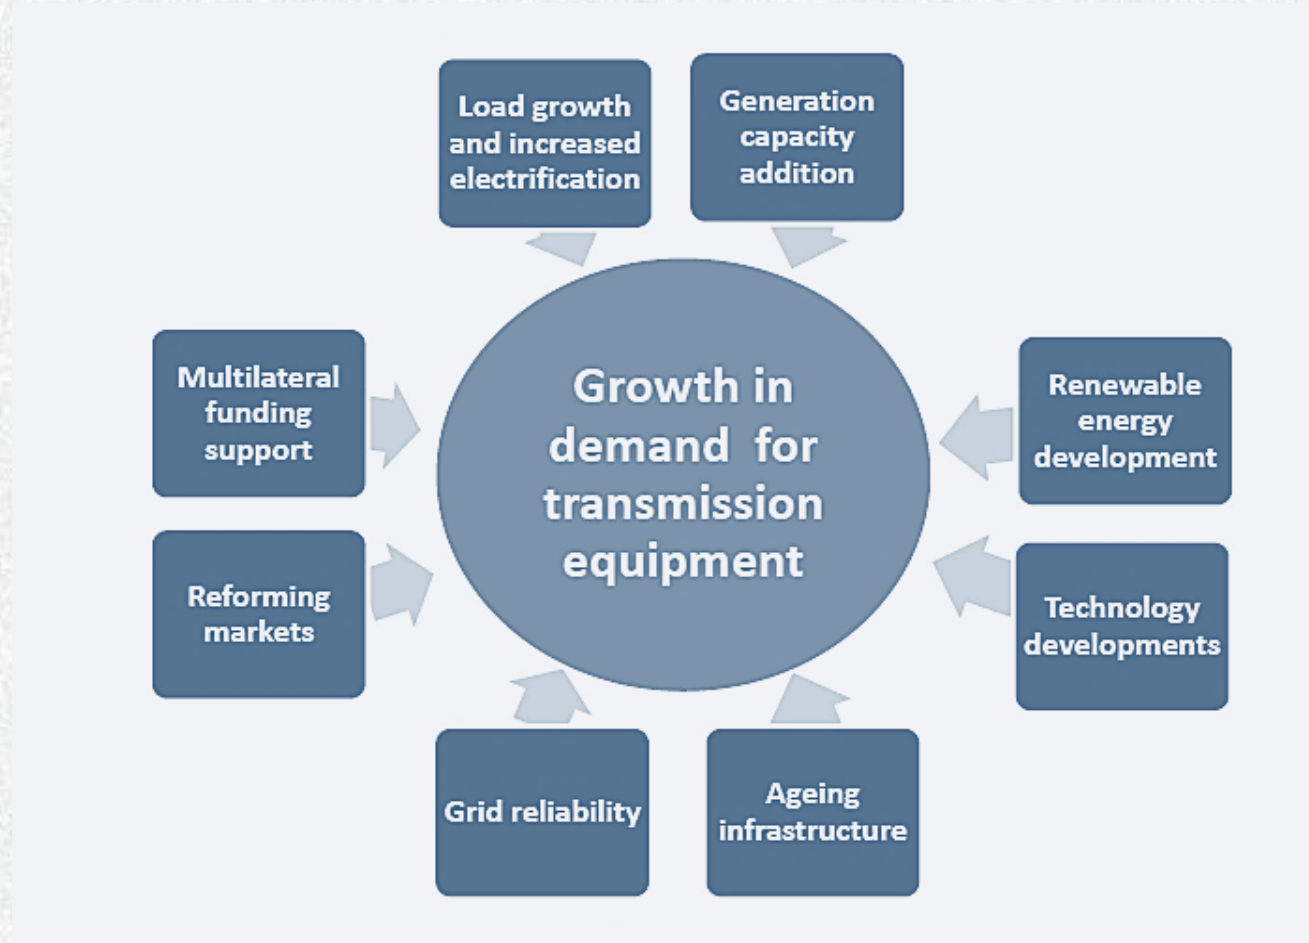 Load growth
and increased
electrification
Generation
capacity
addition
Multilateral
funding
support
Growth in
demand  for
transmission
equipment
Renewable
energy
development
Reforming
markets
Technology
developments
Grid reliability
Ageing
infrastructure